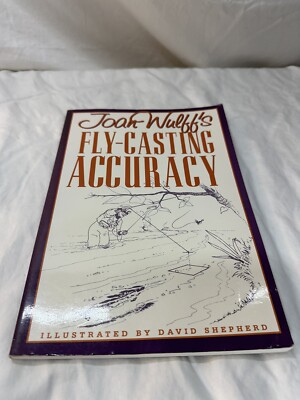 Joan Wulff's
FLY-CASTING
ACCURACY
ILLUSTRATED BY DAVID SHEPHERD